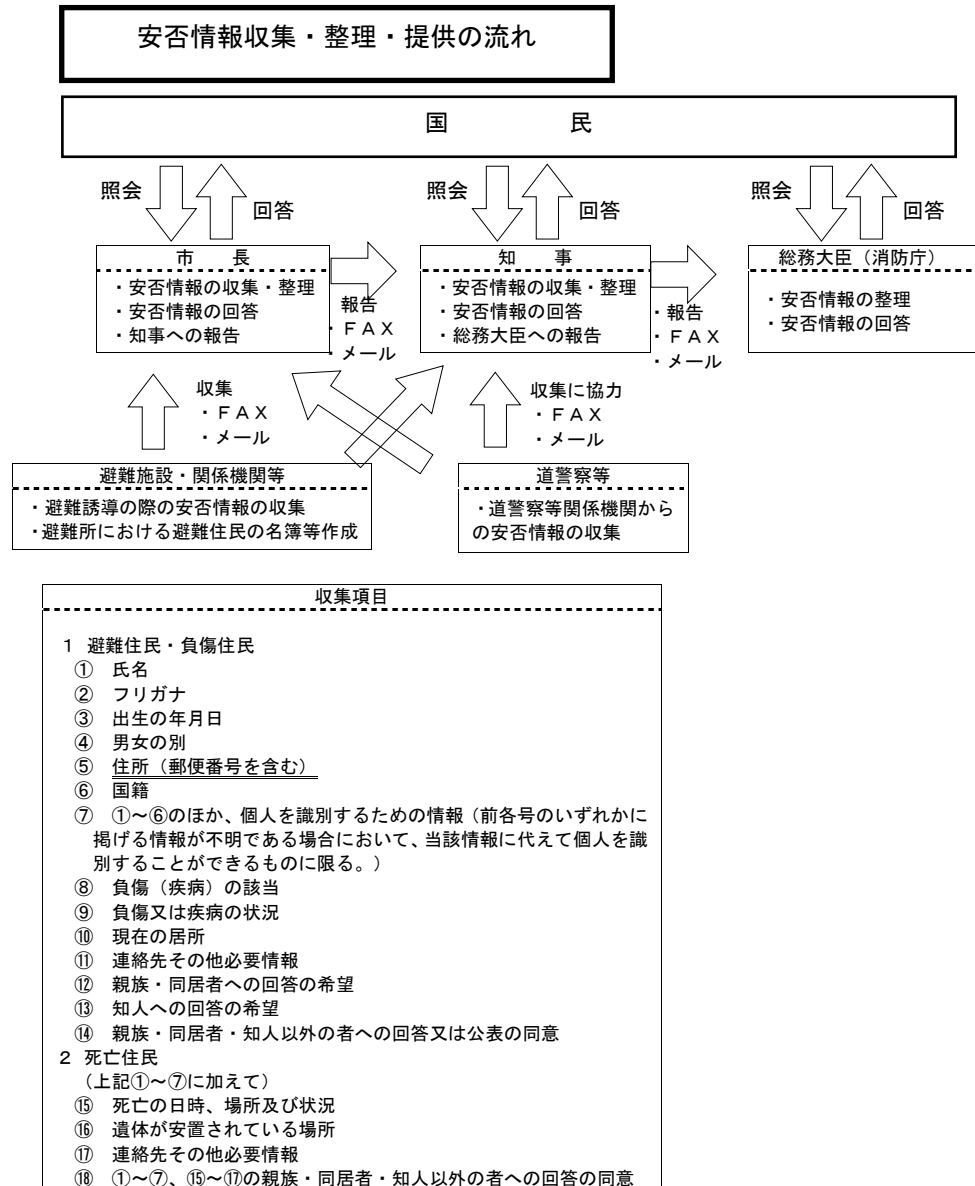 安否情報収集・整理・提供の流れ
国　　　　民
照会
回答
照会
回答
照会
回答
市　　長
・安否情報の収集・整理
・安否情報の回答
・知事への報告
報告
・ＦＡＸ
・メール
知　　事
・安否情報の収集・整理
・安否情報の回答
・総務大臣への報告
・報告
・ＦＡＸ
・メール
総務大臣（消防庁）
・安否情報の整理
・安否情報の回答
収集
・ＦＡＸ
・メール
収集に協力
・ＦＡＸ
・メール
避難施設・関係機関等
・避難誘導の際の安否情報の収集
・避難所における避難住民の名簿等作成
道警察等
・道警察等関係機関から
の安否情報の収集
収集項目
１　避難住民・負傷住民
①　氏名
②　フリガナ
③　出生の年月日
④　男女の別
⑤　住所（郵便番号を含む）
⑥　国籍
⑦　①～⑥のほか、個人を識別するための情報（前各号のいずれかに
掲げる情報が不明である場合において、当該情報に代えて個人を識
別することができるものに限る。）
⑧　負傷（疾病）の該当
⑨　負傷又は疾病の状況
⑩　現在の居所
⑪　連絡先その他必要情報
⑫　親族・同居者への回答の希望
⑬　知人への回答の希望
⑭　親族・同居者・知人以外の者への回答又は公表の同意
２　死亡住民
（上記①～⑦に加えて）
⑮　死亡の日時、場所及び状況
⑯　遺体が安置されている場所
⑰　連絡先その他必要情報
⑱　①～⑦、⑮～⑰の親族・同居者・知人以外の者への回答の同意